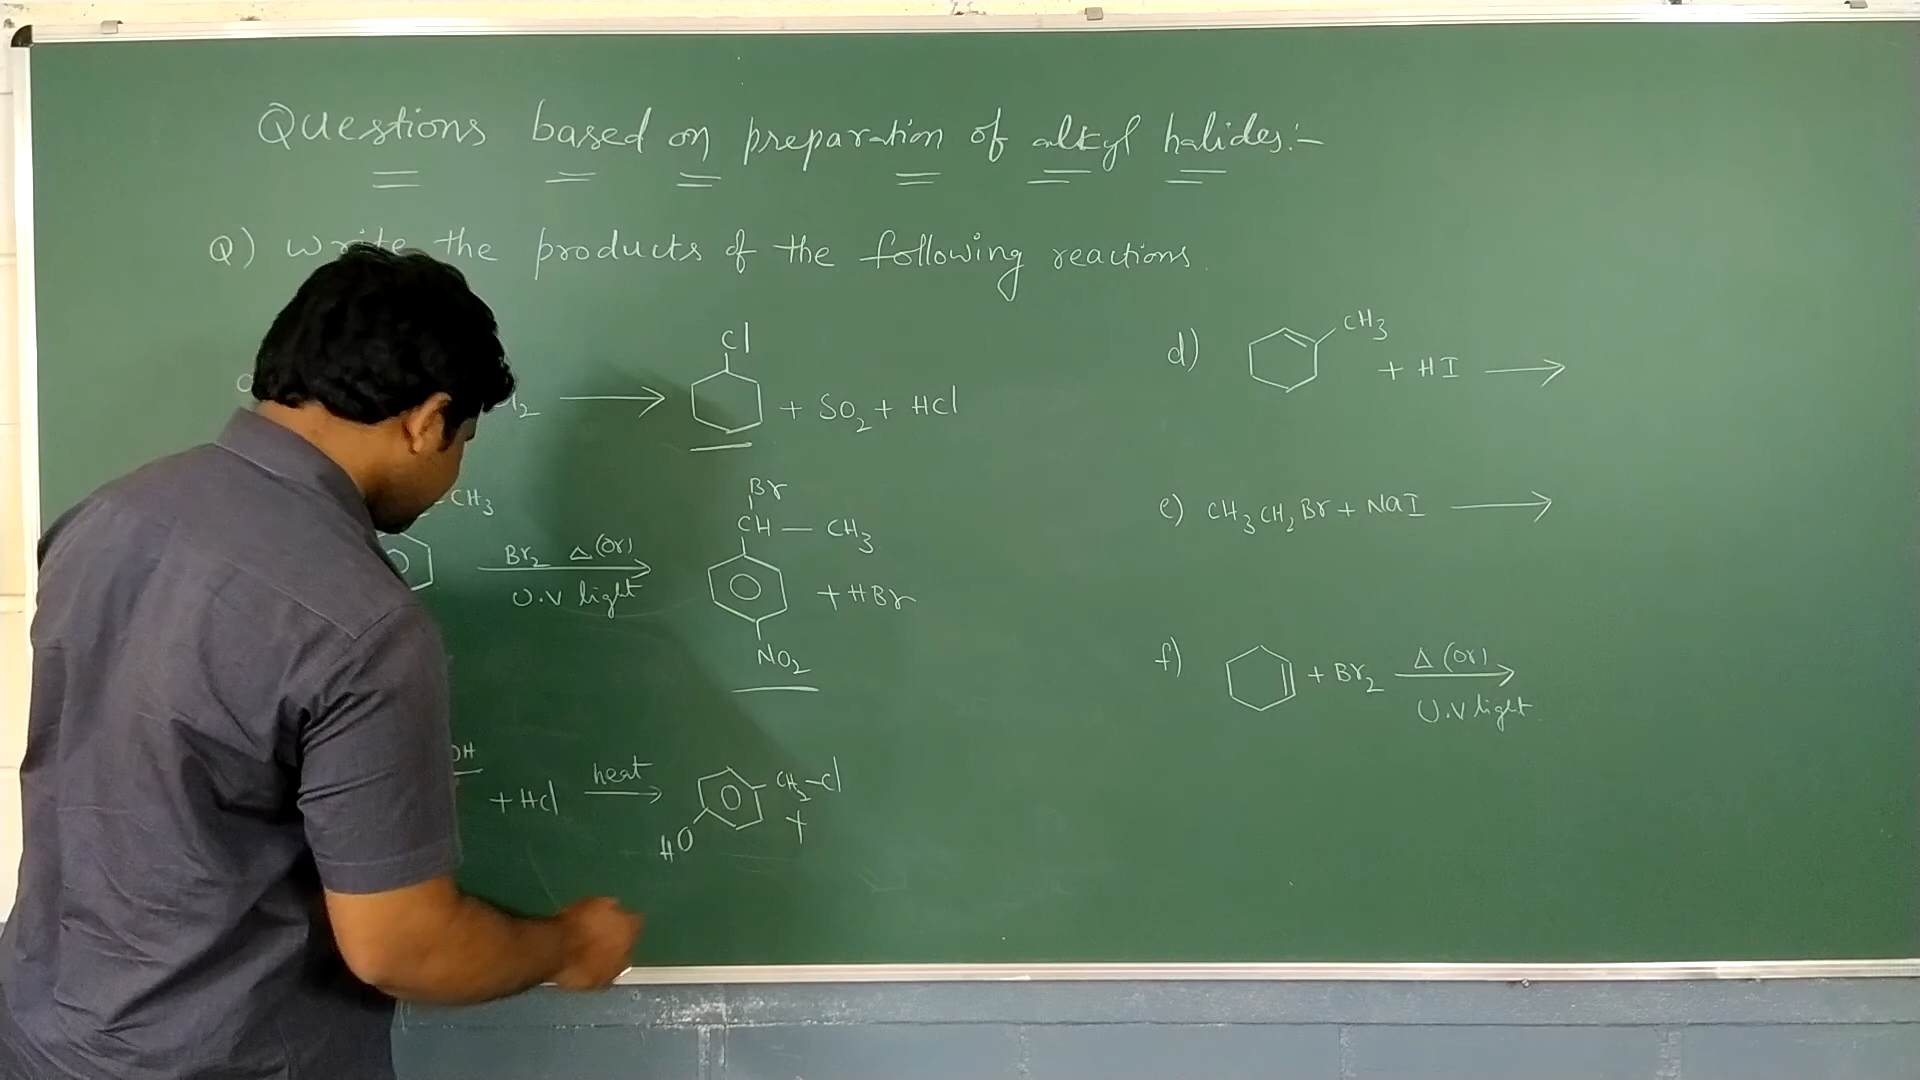 Questions based on preparation of alkyl halides:-
Q) Write the products of the following reactions.
Cl
+ SO2 + HCl
CH3
Br2 Δ (or)
U.V light
Br
CH — CH3
+ HBr
NO2
OH
+ HCl
heat
CH2-Cl
+
HO
d)
CH3
+ HI
e) CH3CH2Br + NaI
f)
+ Br2
Δ (or)
U.V light